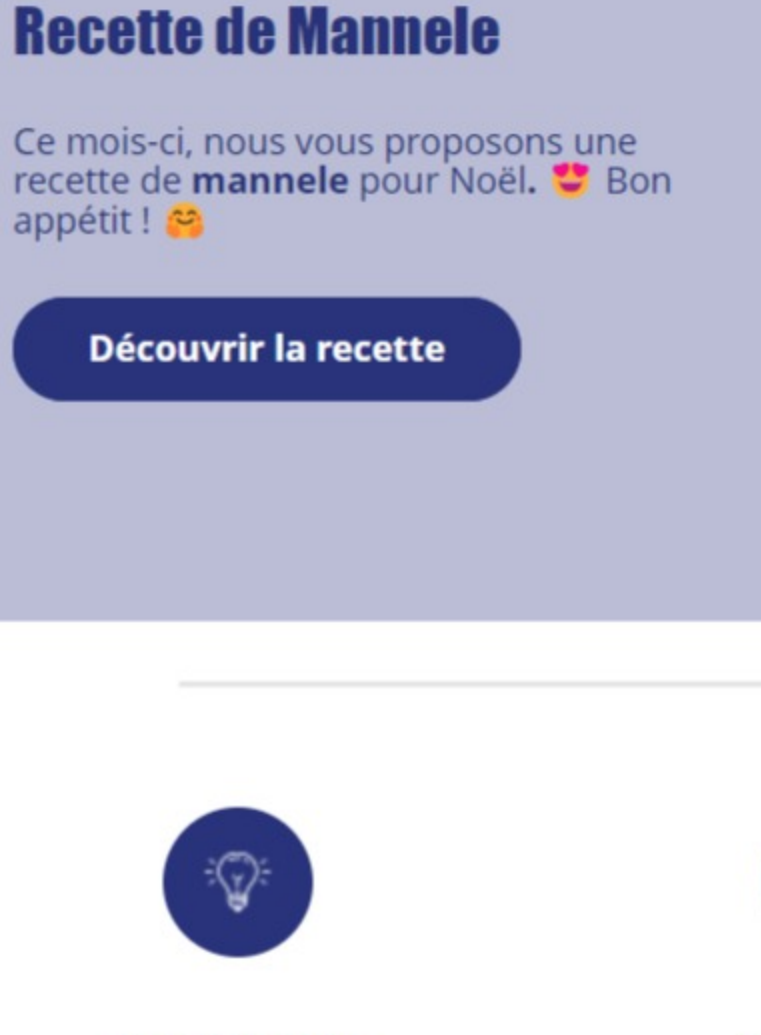 Recette de Mannele
Ce mois-ci, nous vous proposons une
recette de mannele pour Noël. 😍 Bon
appétit ! 🤗
Découvrir la recette